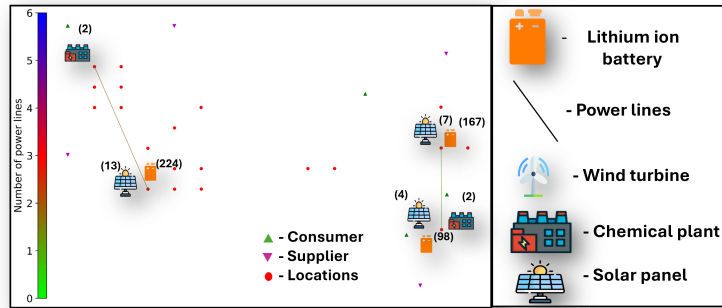 6
5
4
3
2
1
0
Number of power lines
(2)
(13)
(224)
(7)
(167)
(4)
(2)
(98)
- Consumer
- Supplier
- Locations
- Lithium ion
battery
- Power lines
- Wind turbine
- Chemical plant
- Solar panel